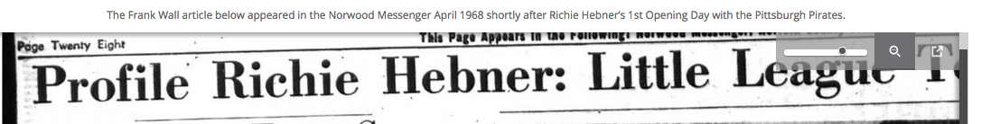 The Frank Wall article below appeared in the Norwood Messenger April 1968 shortly after Richie Hebner's 1st Opening Day with the Pittsburgh Pirates.
This Page Appears In The Following: Norwood
Page Twenty Eight
Profile Richie Hebner: Little League